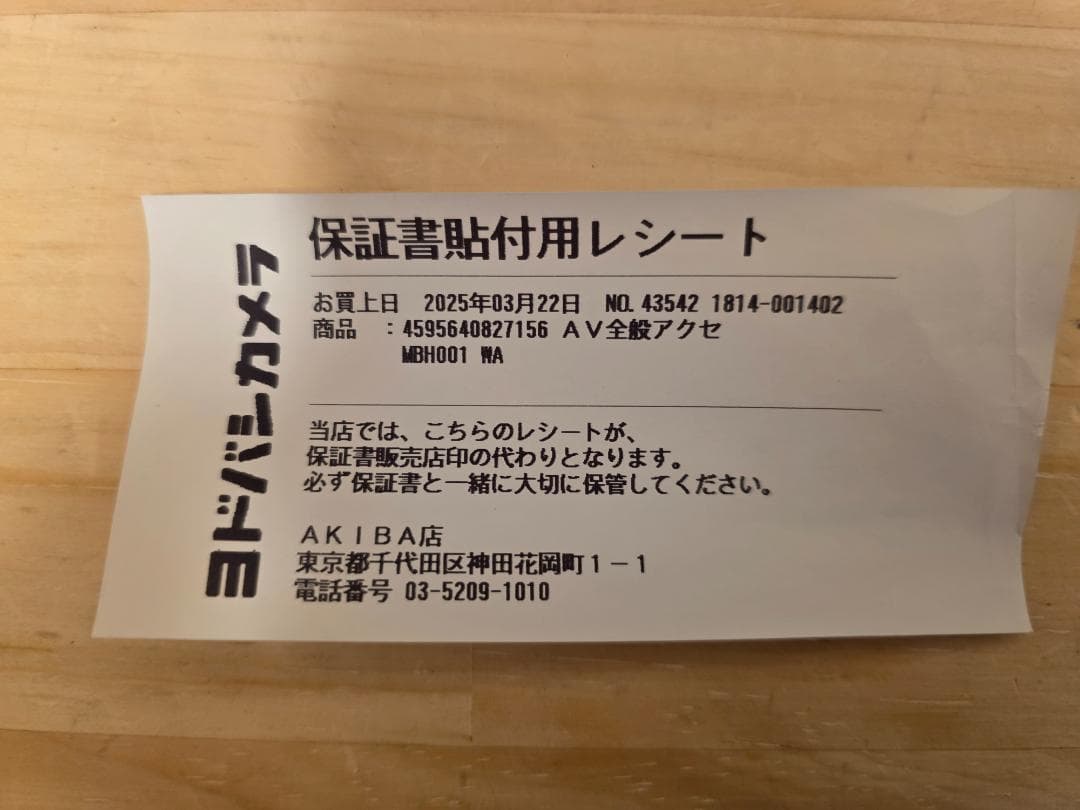 ヨドバシカメラ
保証書貼付用レシート
お買上日 2025年03月22日 NO. 43542 1814-001402
商品 :4595640827156 AV全般アクセ
MBH001 WA
当店では、こちらのレシートが、
保証書販売店印の代わりとなります。
必ず保証書と一緒に大切に保管してください。
AKIBA店
東京都千代田区神田花岡町1-1
電話番号 03-5209-1010